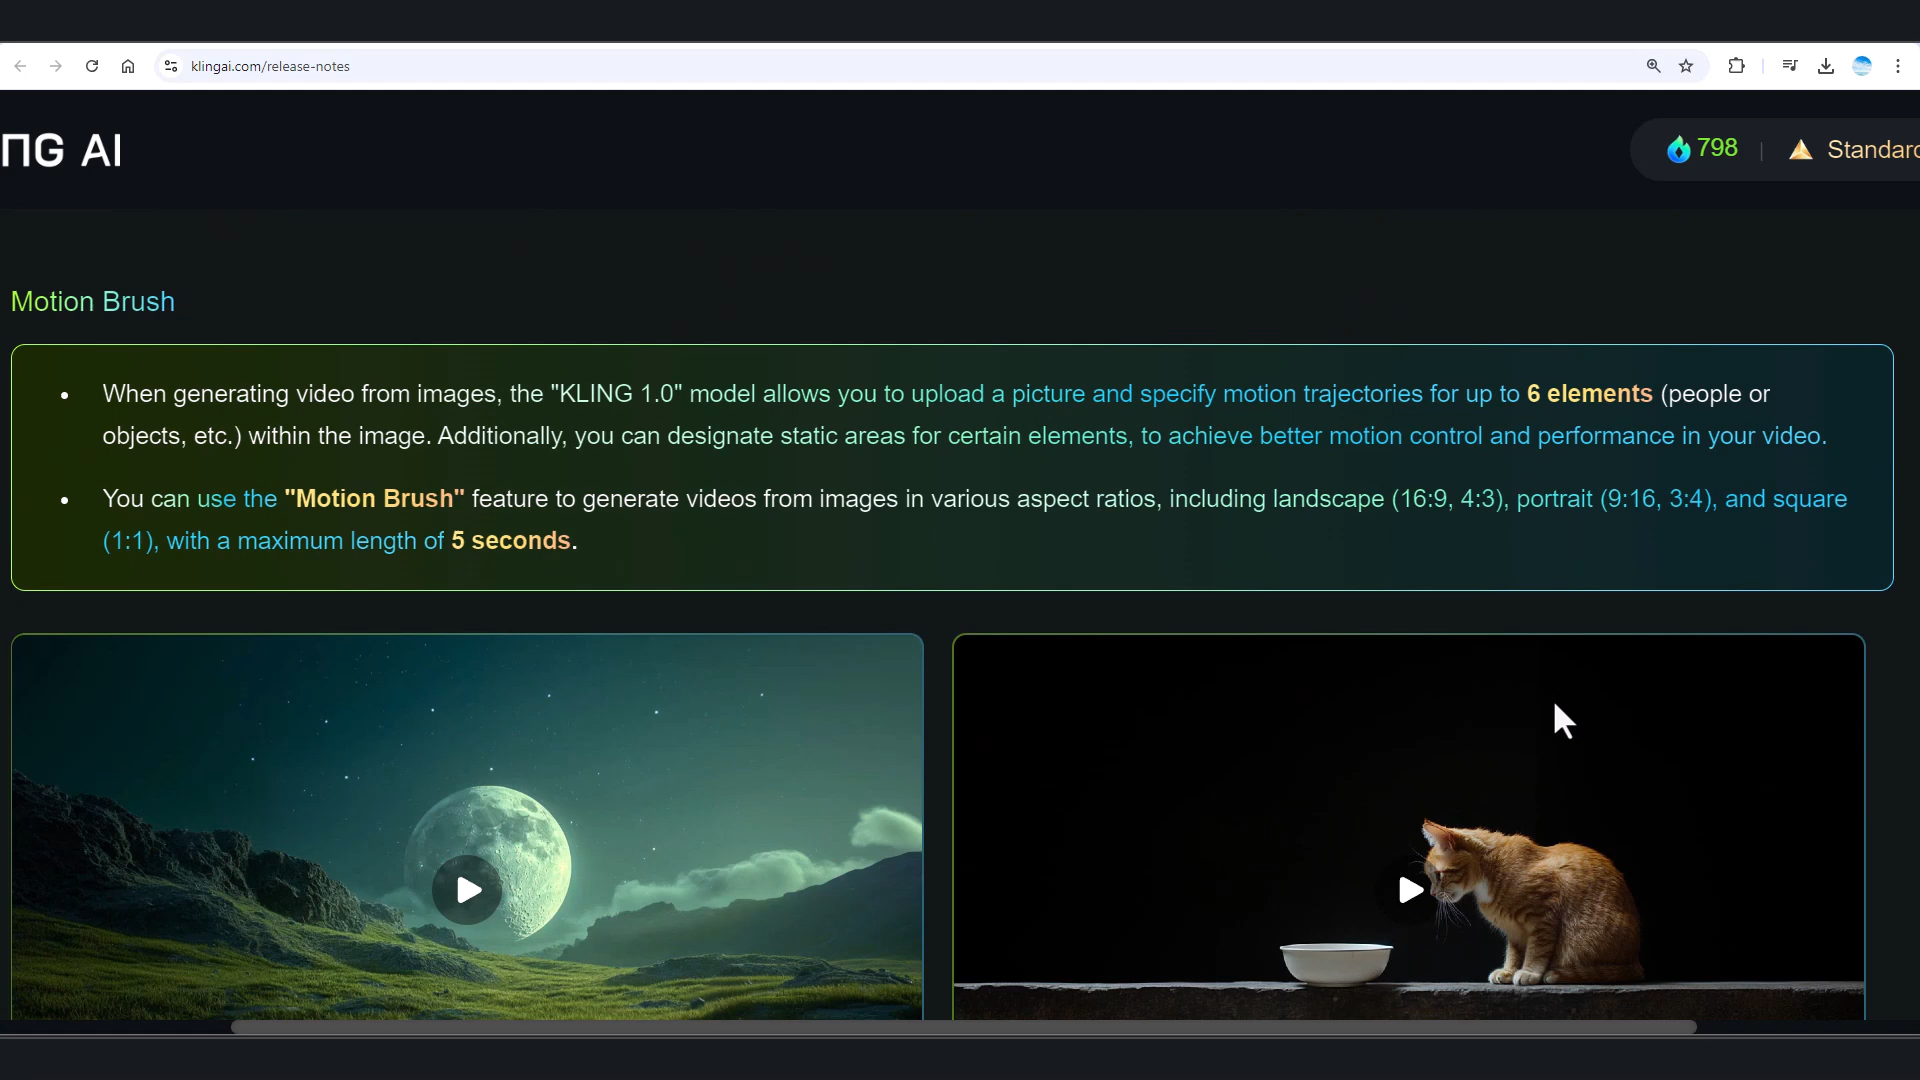 klingai.com/release-notes
NG AI
798 | Standard
Motion Brush
• When generating video from images, the "KLING 1.0" model allows you to upload a picture and specify motion trajectories for up to 6 elements (people or
objects, etc.) within the image. Additionally, you can designate static areas for certain elements, to achieve better motion control and performance in your video.
• You can use the "Motion Brush" feature to generate videos from images in various aspect ratios, including landscape (16:9, 4:3), portrait (9:16, 3:4), and square
(1:1), with a maximum length of 5 seconds.